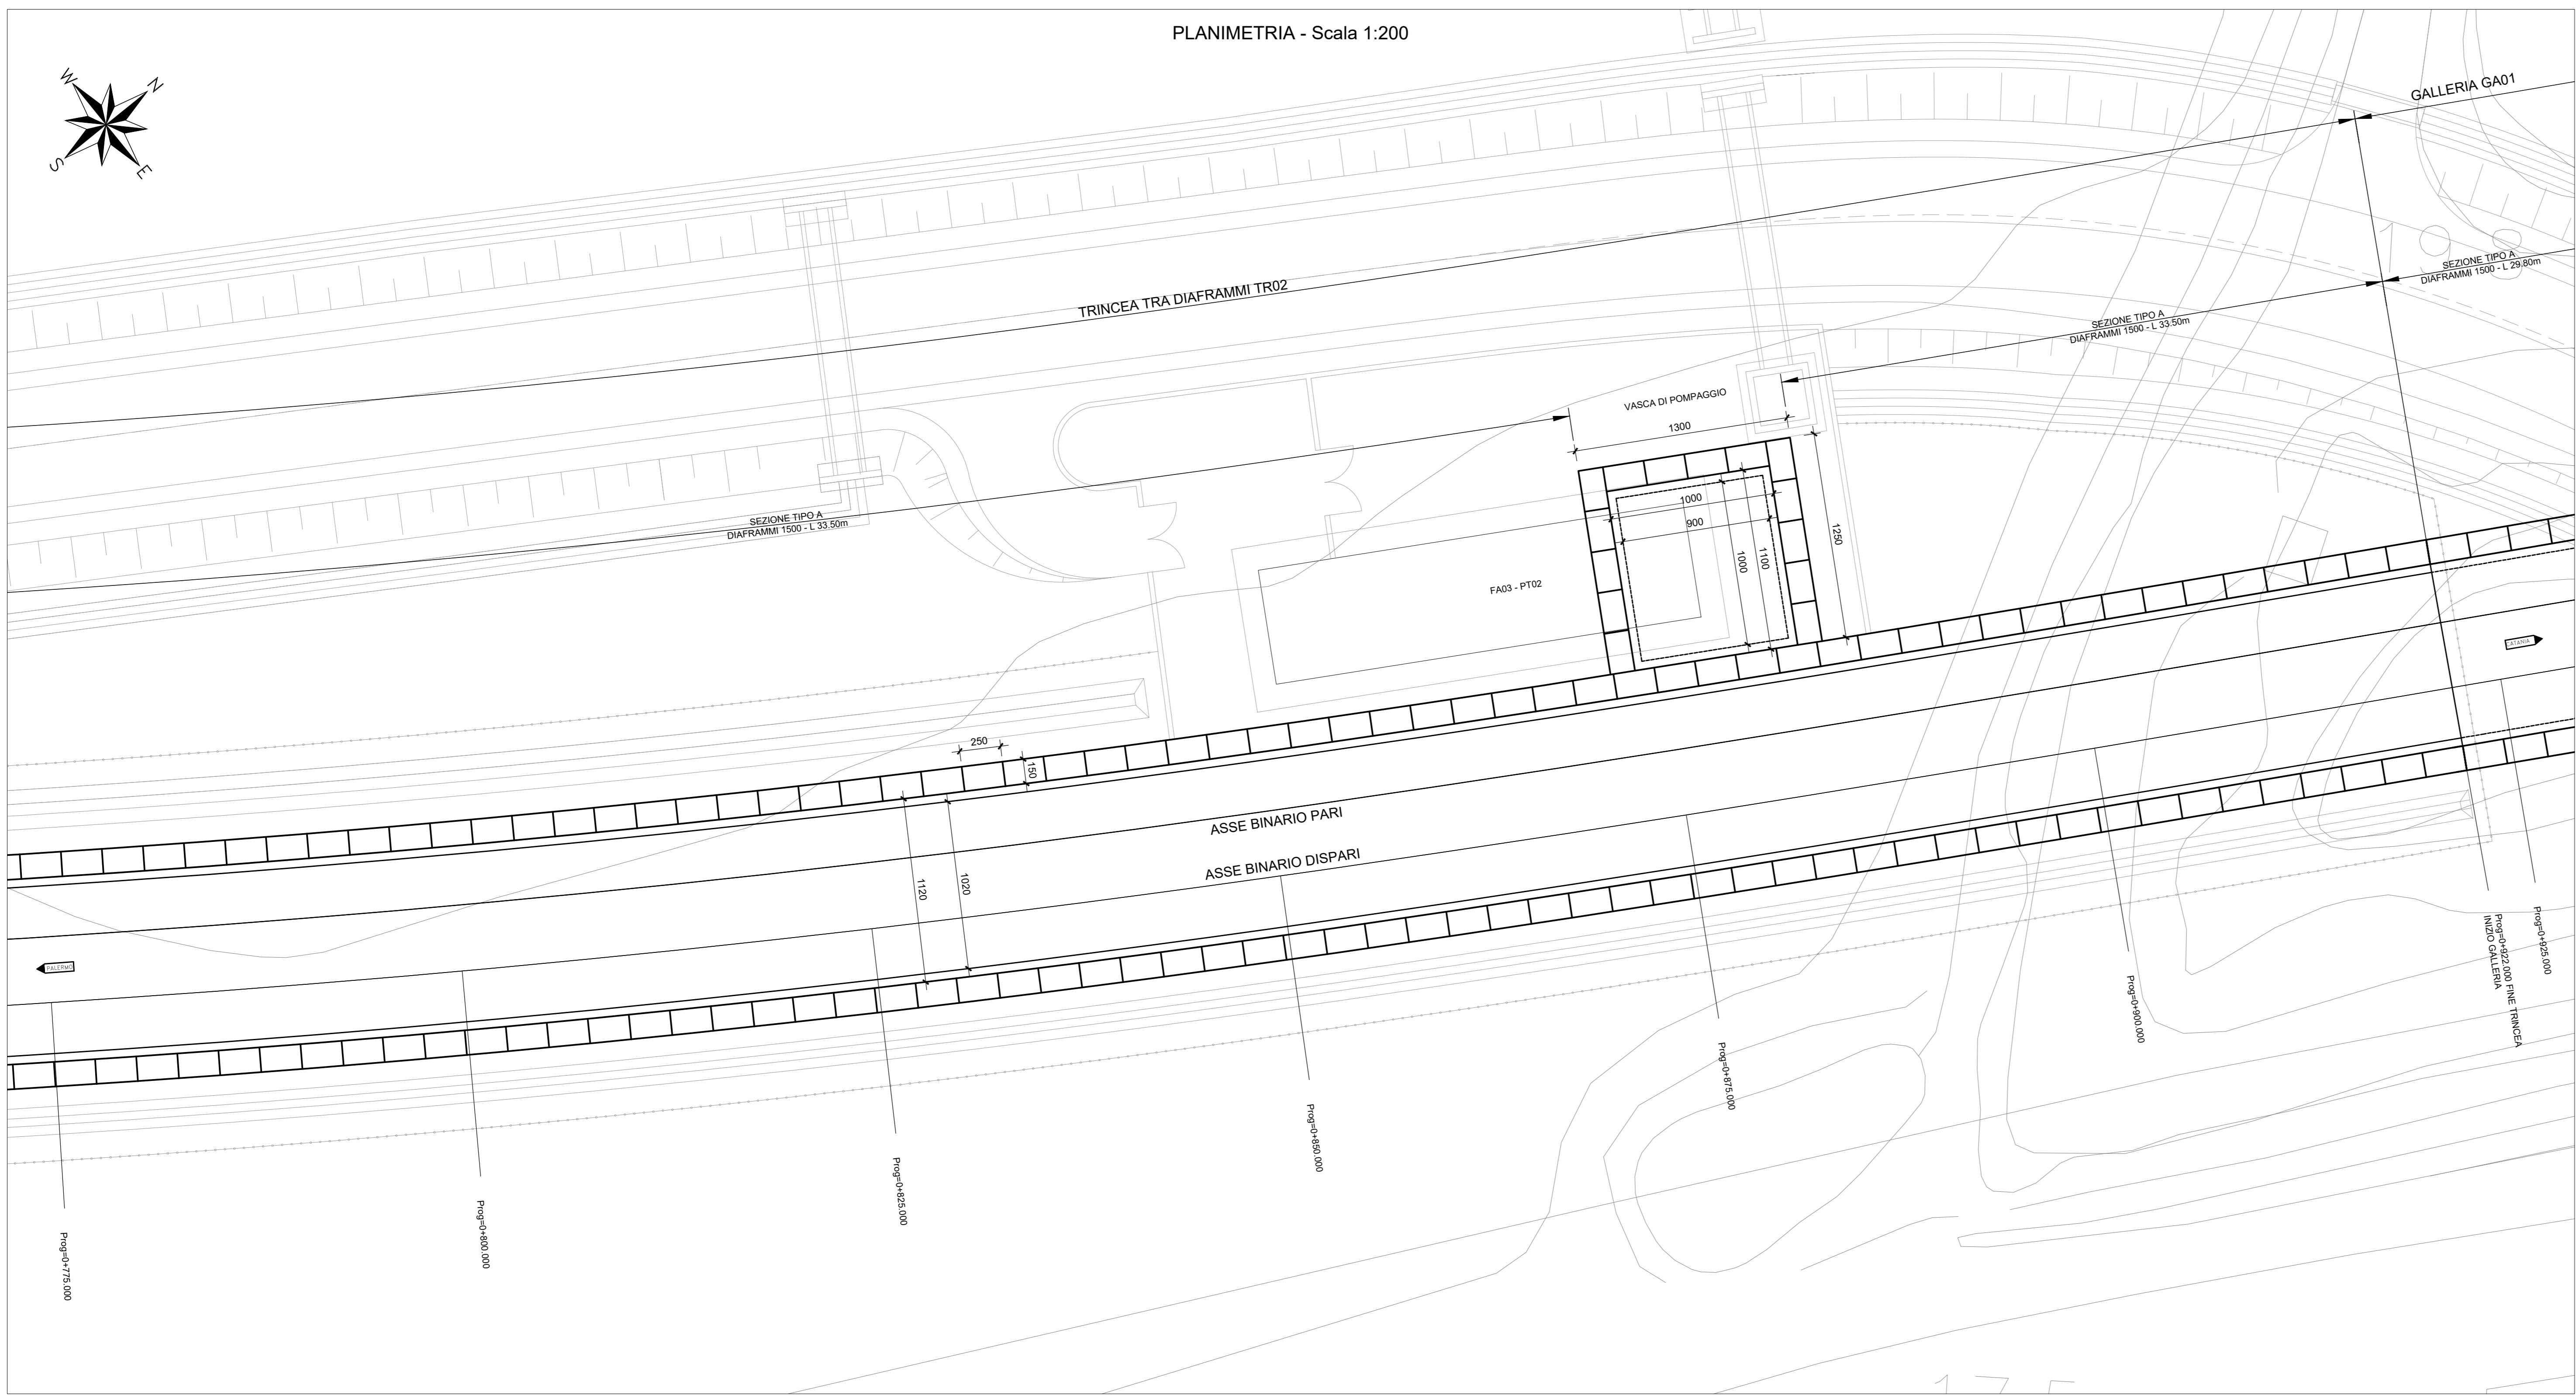 PLANIMETRIA - Scala 1:200
W
N
S
E
GALLERIA GA01
TRINCEA TRA DIAFRAMMI TR02
SEZIONE TIPO A
DIAFRAMMI 1500 - L 29.80m
SEZIONE TIPO A
DIAFRAMMI 1500 - L 33.50m
VASCA DI POMPAGGIO
1300
SEZIONE TIPO A
DIAFRAMMI 1500 - L 33.50m
1000
900
1000
1100
1250
FA03 - PT02
CATANIA
250
150
ASSE BINARIO PARI
ASSE BINARIO DISPARI
1120
1020
PALERMO
Prog=0+775.000
Prog=0+800.000
Prog=0+825.000
Prog=0+850.000
Prog=0+875.000
Prog=0+900.000
Prog=0+922.000 FINE TRINCEA
INIZIO GALLERIA
Prog=0+925.000